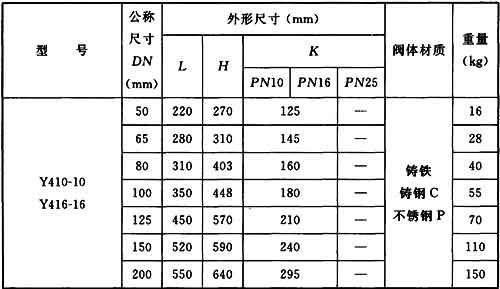 型 号 公称尺寸DN(mm) 外形尺寸(mm) 阀体材质 重量(kg)
L H K
PN10 PN16 PN25
Y410-10
Y416-16
铸铁
铸钢 C
不锈钢 P
50 220 270 125 — 16
65 280 310 145 — 28
80 310 403 160 — 40
100 350 448 180 — 55
125 450 570 210 — 70
150 520 590 240 — 110
200 550 640 295 — 150